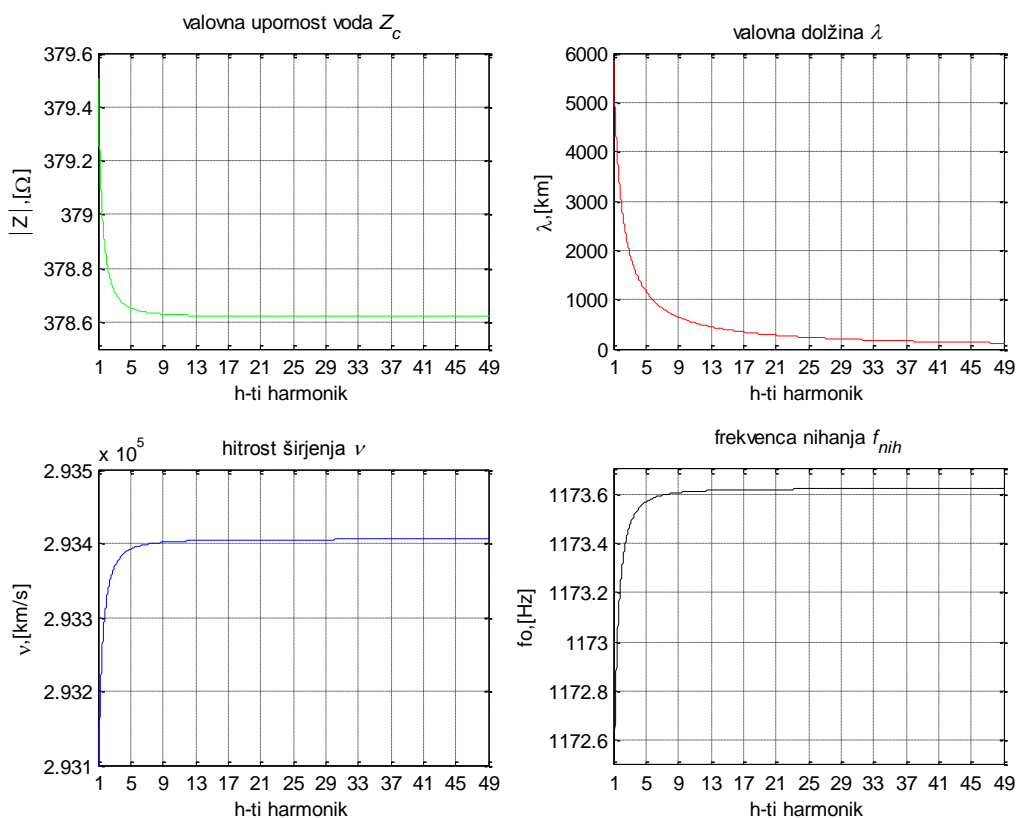 valovna upornost voda Z_c
379.6
379.4
379.2
379
378.8
378.6
|Z|,[Ω]
1 5 9 13 17 21 25 29 33 37 41 45 49
h-ti harmonik
valovna dolžina λ
6000
5000
4000
3000
2000
1000
0
λ,[km]
1 5 9 13 17 21 25 29 33 37 41 45 49
h-ti harmonik
hitrost širjenja ν
x 10^5
2.935
2.934
2.933
2.932
2.931
ν,[km/s]
1 5 9 13 17 21 25 29 33 37 41 45 49
h-ti harmonik
frekvenca nihanja f_nih
1173.6
1173.4
1173.2
1173
1172.8
1172.6
fo,[Hz]
1 5 9 13 17 21 25 29 33 37 41 45 49
h-ti harmonik